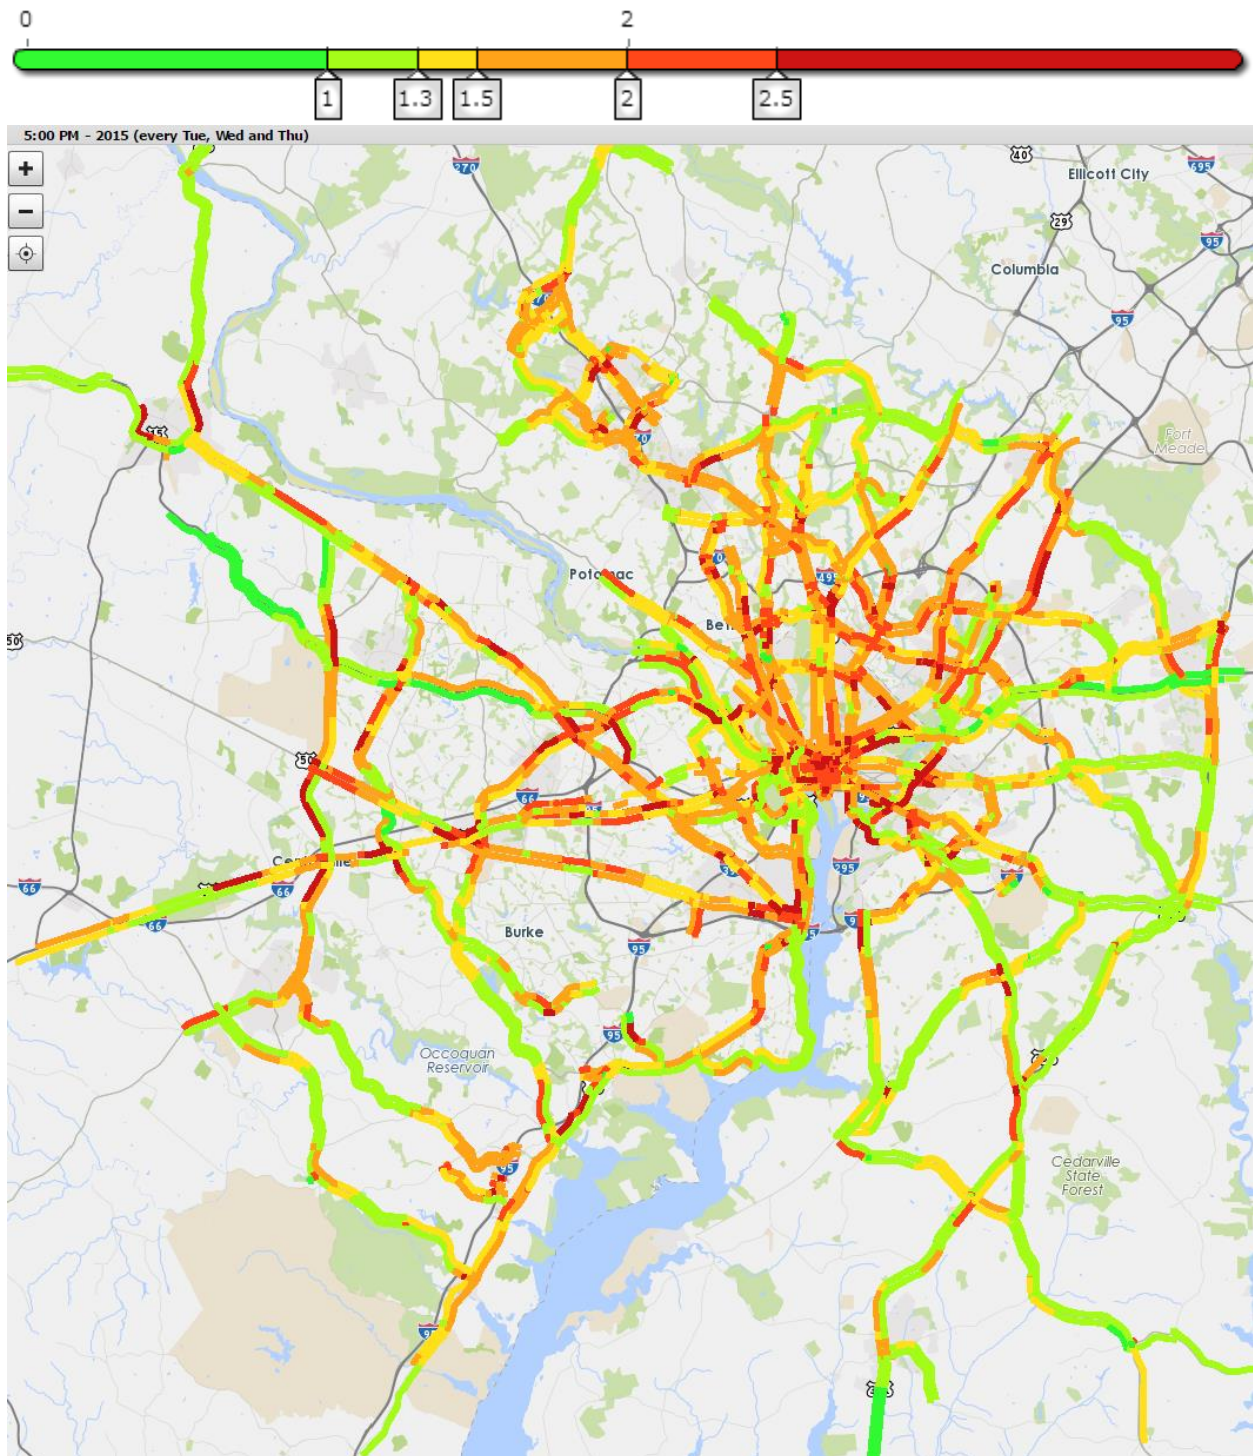 0 2
1 1.3 1.5 2 2.5
5:00 PM - 2015 (every Tue, Wed and Thu)
+
−
270
40
Ellicott City
695
29
95
Columbia
95
Fort
Meade
Potomac
495
50
50
66
66
66
66
295
Burke
95
95
Occoquan
Reservoir
95
Cedarville
State
Forest
95